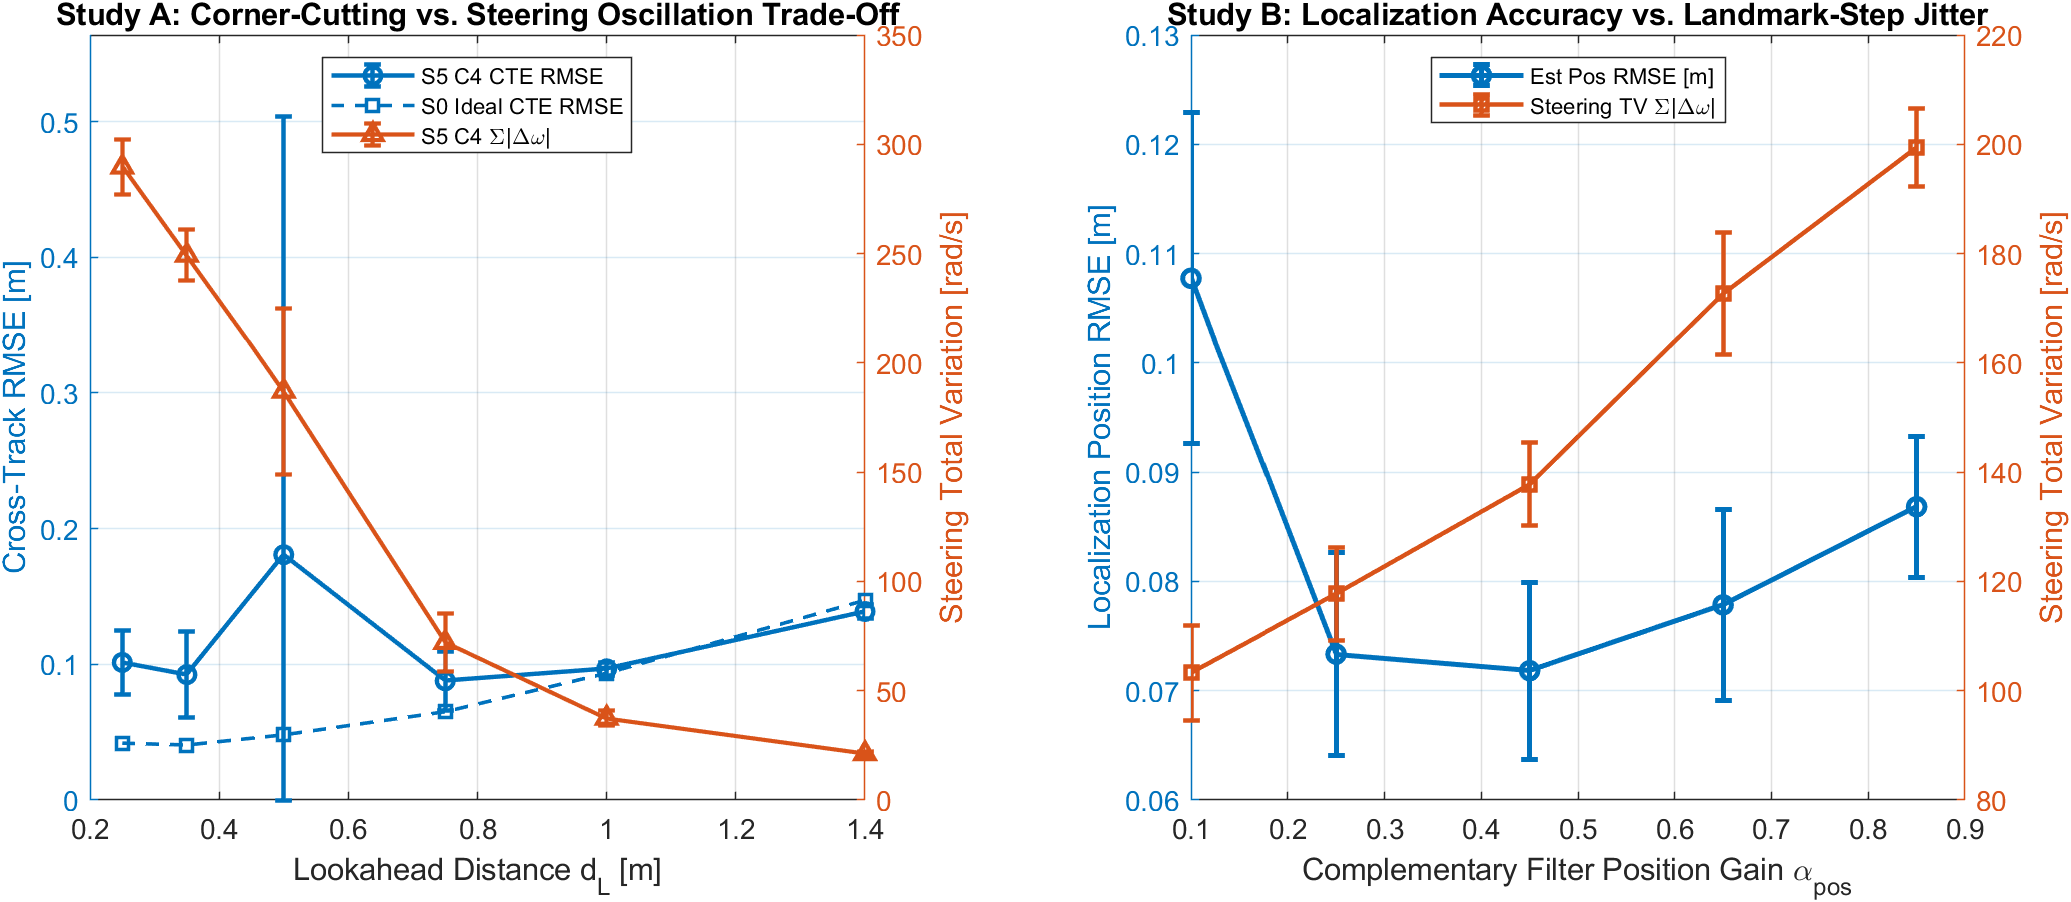 Study A: Corner-Cutting vs. Steering Oscillation Trade-Off
S5 C4 CTE RMSE
S0 Ideal CTE RMSE
S5 C4 Σ|Δω|
Cross-Track RMSE [m]
0
0.1
0.2
0.3
0.4
0.5
Steering Total Variation [rad/s]
350
300
250
200
150
100
50
0
0.2 0.4 0.6 0.8 1 1.2 1.4
Lookahead Distance d_L [m]
Study B: Localization Accuracy vs. Landmark-Step Jitter
Est Pos RMSE [m]
Steering TV Σ|Δω|
Localization Position RMSE [m]
0.13
0.12
0.11
0.1
0.09
0.08
0.07
0.06
Steering Total Variation [rad/s]
220
200
180
160
140
120
100
80
0.1 0.2 0.3 0.4 0.5 0.6 0.7 0.8 0.9
Complementary Filter Position Gain α_pos